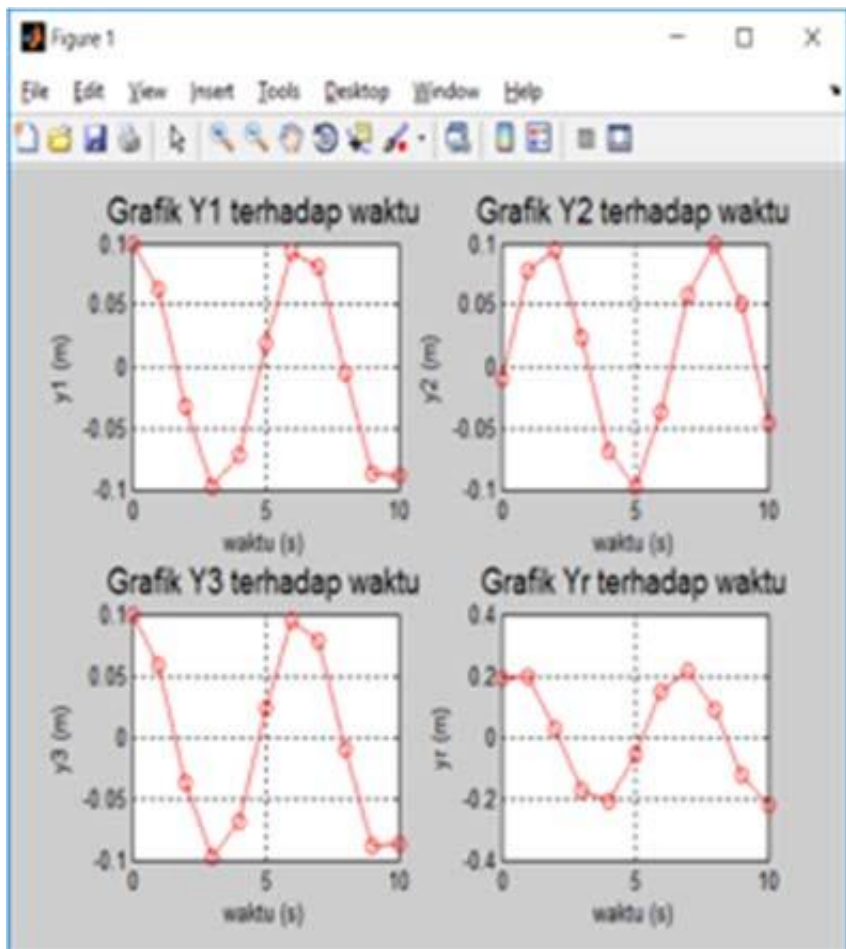 Figure 1
File Edit View Insert Tools Desktop Window Help
Grafik Y1 terhadap waktu
0.1
0.05
0
-0.05
-0.1
y1 (m)
0 5 10
waktu (s)
Grafik Y2 terhadap waktu
0.1
0.05
0
-0.05
-0.1
y2 (m)
0 5 10
waktu (s)
Grafik Y3 terhadap waktu
0.1
0.05
0
-0.05
-0.1
y3 (m)
0 5 10
waktu (s)
Grafik Yr terhadap waktu
0.4
0.2
0
-0.2
-0.4
yr (m)
0 5 10
waktu (s)